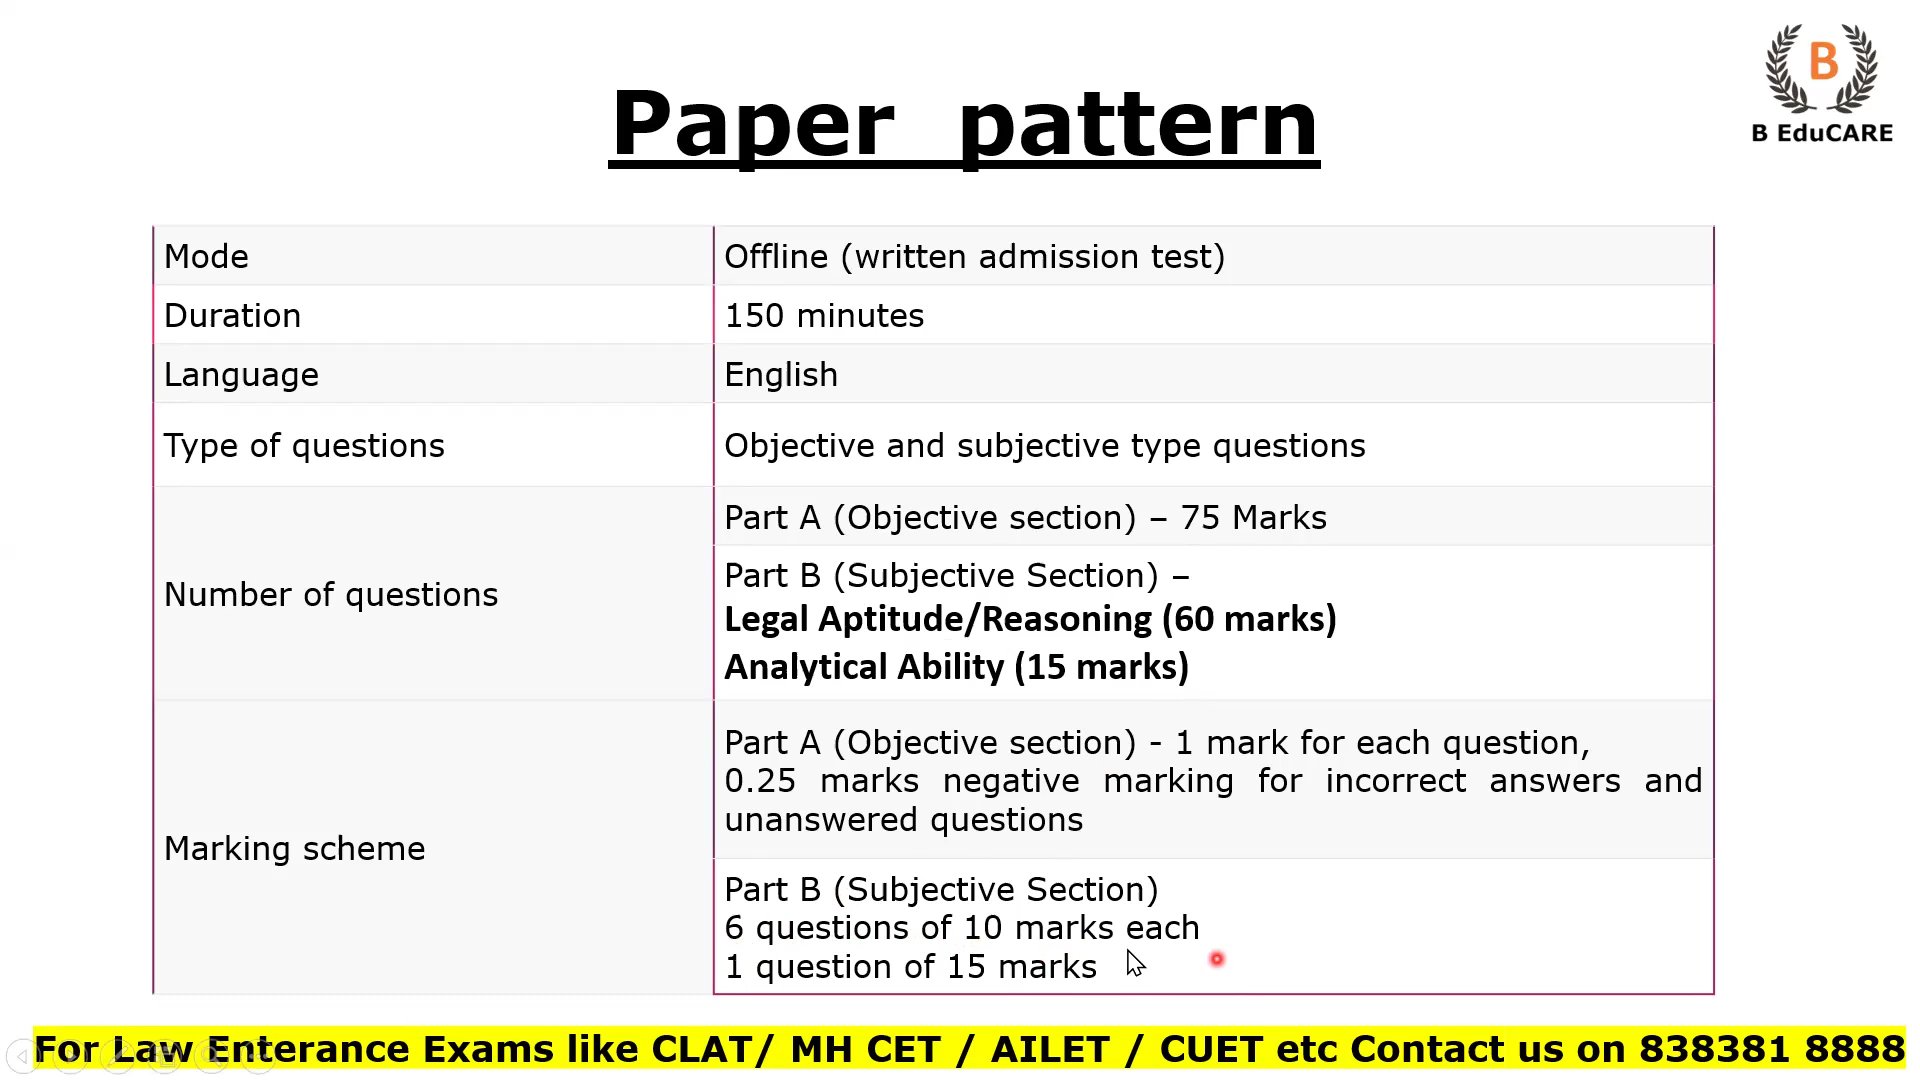 B
B EduCARE
Paper pattern
Mode
Offline (written admission test)
Duration
150 minutes
Language
English
Type of questions
Objective and subjective type questions
Number of questions
Part A (Objective section) – 75 Marks
Part B (Subjective Section) –
Legal Aptitude/Reasoning (60 marks)
Analytical Ability (15 marks)
Marking scheme
Part A (Objective section) - 1 mark for each question,
0.25 marks negative marking for incorrect answers and
unanswered questions
Part B (Subjective Section)
6 questions of 10 marks each
1 question of 15 marks
For Law Enterance Exams like CLAT/ MH CET / AILET / CUET etc Contact us on 838381 8888